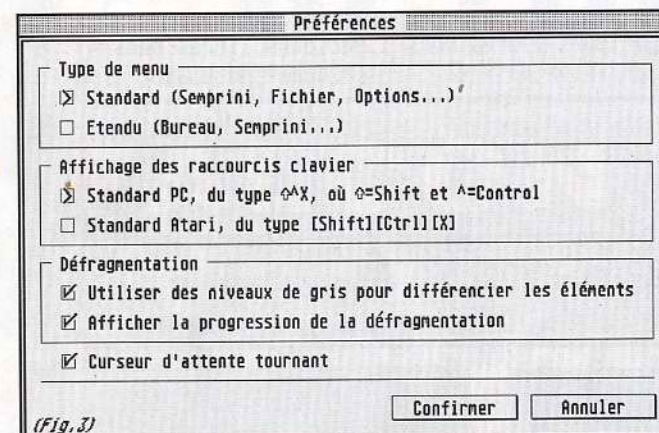 Préférences
Type de menu
Standard (Semprini, Fichier, Options...)
Etendu (Bureau, Semprini...)
Affichage des raccourcis clavier
Standard PC, du type ⇧^X, où ⇧=Shift et ^=Control
Standard Atari, du type [Shift][Ctrl][X]
Défragmentation
Utiliser des niveaux de gris pour différencier les éléments
Afficher la progression de la défragmentation
Curseur d'attente tournant
Confirmer Annuler
(Fig.3)